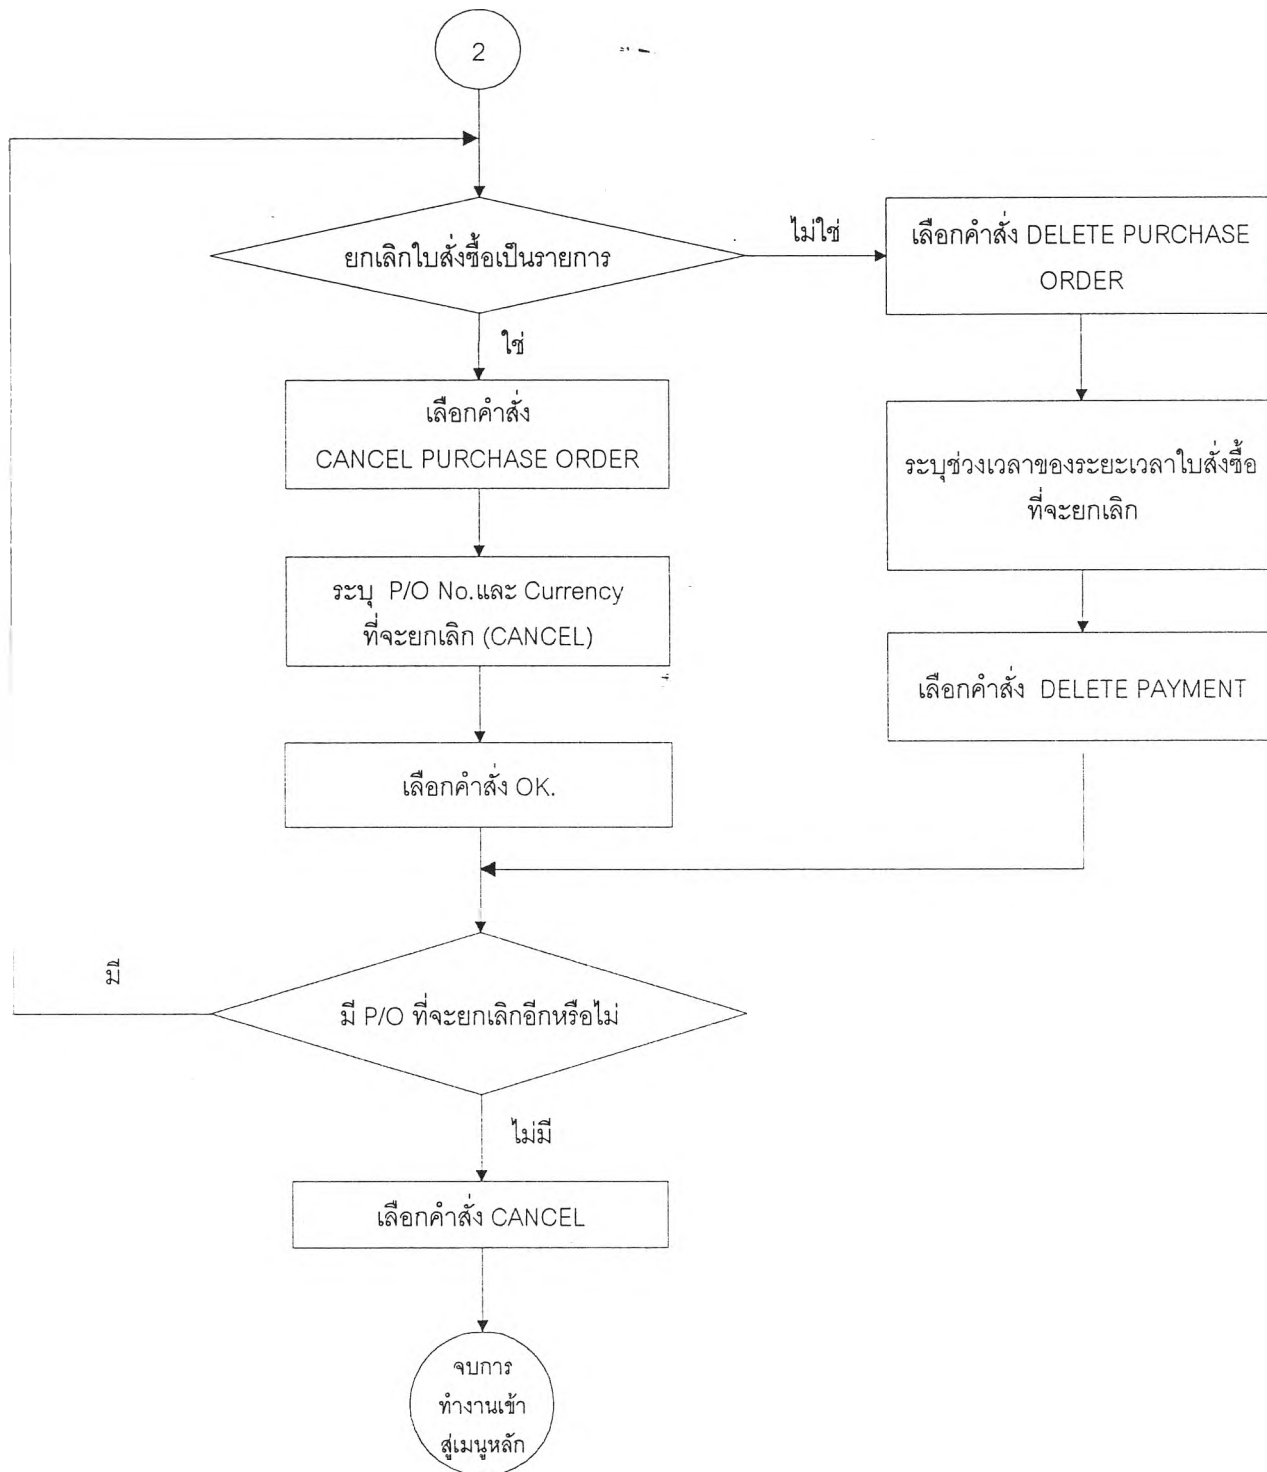 2
ยกเลิกใบสั่งซื้อเป็นรายการ
ไม่ใช่
เลือกคำสั่ง DELETE PURCHASE
ORDER
ใช่
เลือกคำสั่ง
CANCEL PURCHASE ORDER
ระบุช่วงเวลาของระยะเวลาใบสั่งซื้อ
ที่จะยกเลิก
ระบุ P/O No.และ Currency
ที่จะยกเลิก (CANCEL)
เลือกคำสั่ง DELETE PAYMENT
เลือกคำสั่ง OK.
มี
มี P/O ที่จะยกเลิกอีกหรือไม่
ไม่มี
เลือกคำสั่ง CANCEL
จบการ
ทำงานเข้า
สู่เมนูหลัก